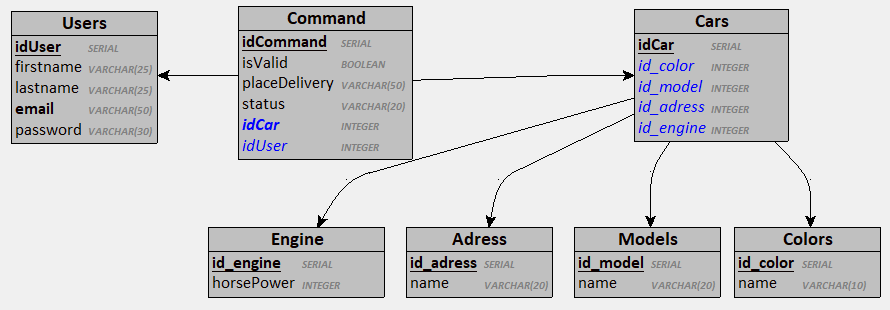 Users
idUser SERIAL
firstname VARCHAR(25)
lastname VARCHAR(25)
email VARCHAR(50)
password VARCHAR(30)
Command
idCommand SERIAL
isValid BOOLEAN
placeDelivery VARCHAR(50)
status VARCHAR(20)
idCar INTEGER
idUser INTEGER
Cars
idCar SERIAL
id_color INTEGER
id_model INTEGER
id_adress INTEGER
id_engine INTEGER
Engine
id_engine SERIAL
horsePower INTEGER
Adress
id_adress SERIAL
name VARCHAR(20)
Models
id_model SERIAL
name VARCHAR(20)
Colors
id_color SERIAL
name VARCHAR(10)